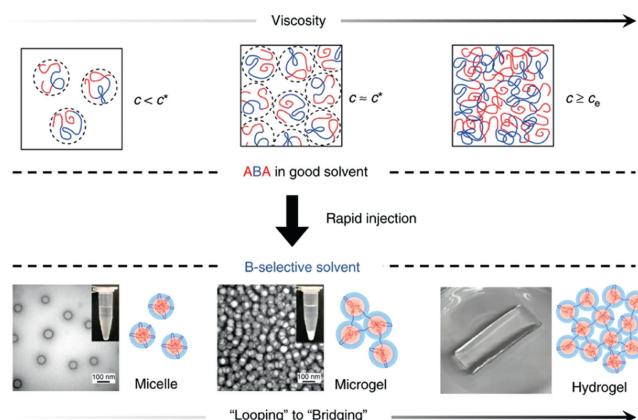 Viscosity
c < c*
c ≈ c*
c ≥ cₑ
ABA in good solvent
Rapid injection
B-selective solvent
100 nm
Micelle
100 nm
Microgel
Hydrogel
"Looping" to "Bridging"